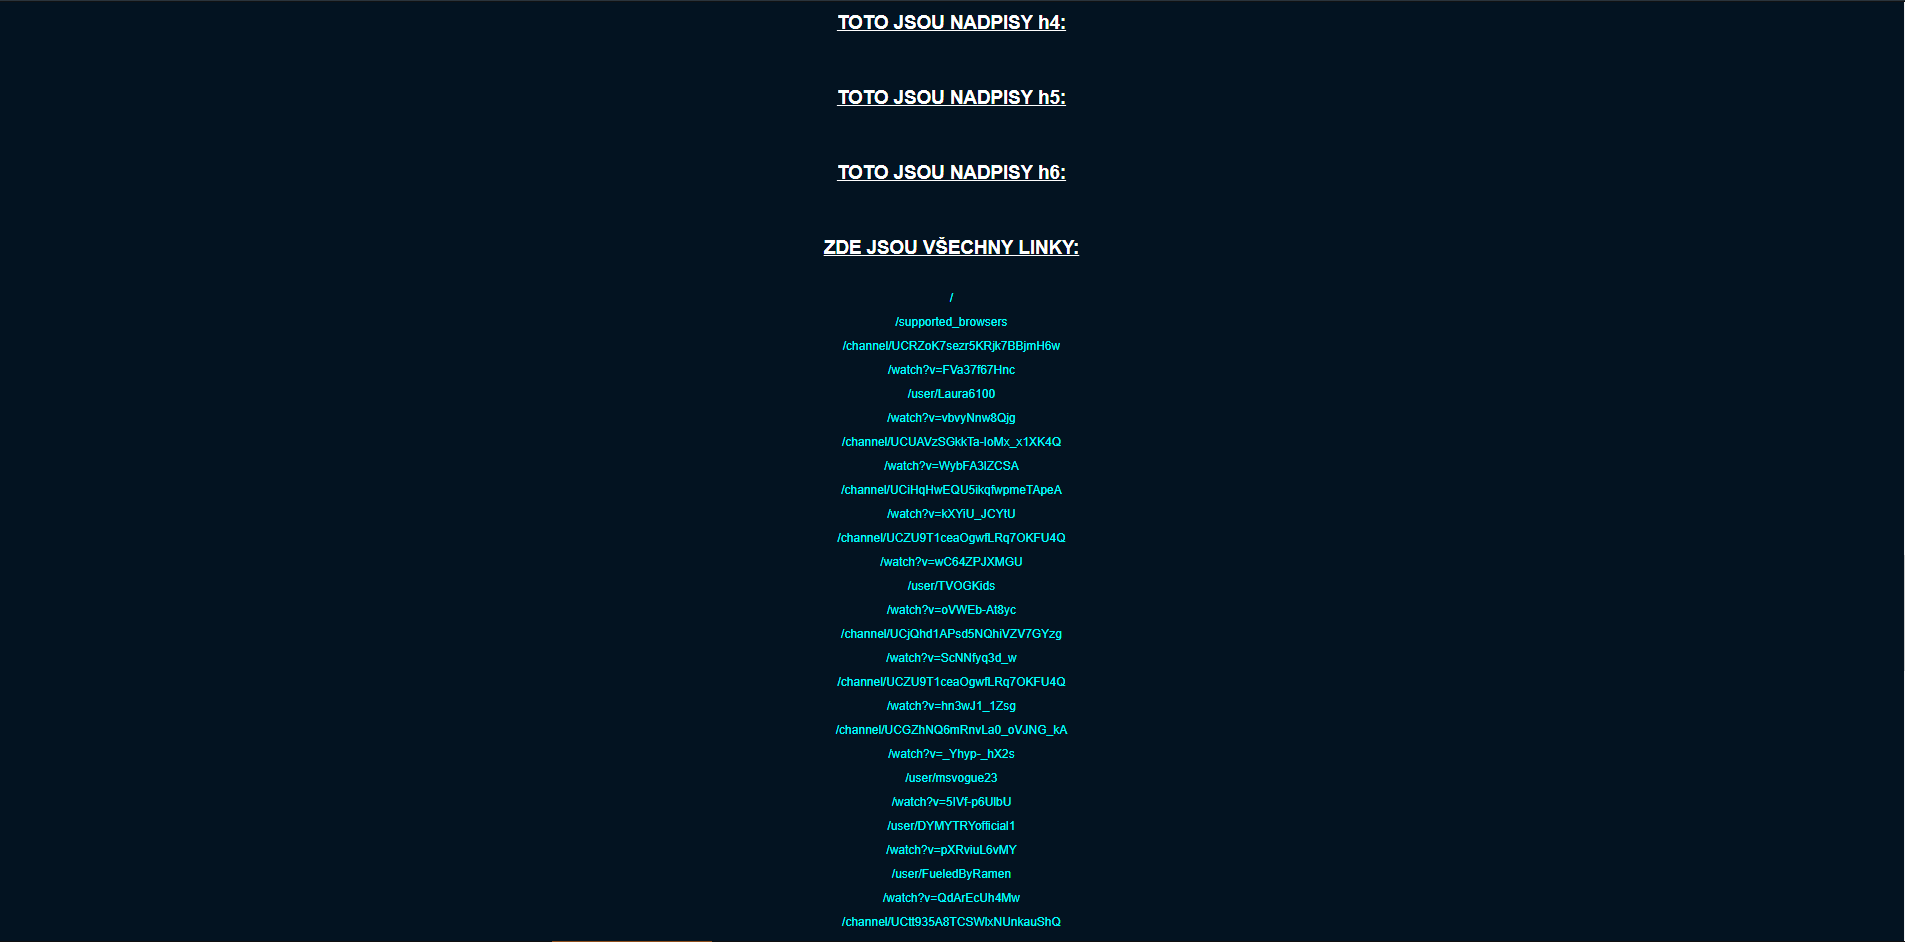 TOTO JSOU NADPISY h4:
TOTO JSOU NADPISY h5:
TOTO JSOU NADPISY h6:
ZDE JSOU VŠECHNY LINKY:
/
/supported_browsers
/channel/UCRZoK7sezr5KRjk7BBjmH6w
/watch?v=FVa37f67Hnc
/user/Laura6100
/watch?v=vbvyNnw8Qjg
/channel/UCUAVzSGkkTa-IoMx_x1XK4Q
/watch?v=WybFA3IZCSA
/channel/UCiHqHwEQU5ikqfwpmeTApeA
/watch?v=kXYiU_JCYtU
/channel/UCZU9T1ceaOgwfLRq7OKFU4Q
/watch?v=wC64ZPJXMGU
/user/TVOGKids
/watch?v=oVWEb-At8yc
/channel/UCjQhd1APsd5NQhiVZV7GYzg
/watch?v=ScNNfyq3d_w
/channel/UCZU9T1ceaOgwfLRq7OKFU4Q
/watch?v=hn3wJ1_1Zsg
/channel/UCGZhNQ6mRnvLa0_oVJNG_kA
/watch?v=_Yhyp-_hX2s
/user/msvogue23
/watch?v=5IVf-p6UlbU
/user/DYMYTRYofficial1
/watch?v=pXRviuL6vMY
/user/FueledByRamen
/watch?v=QdArEcUh4Mw
/channel/UCtt935A8TCSWlxNUnkauShQ